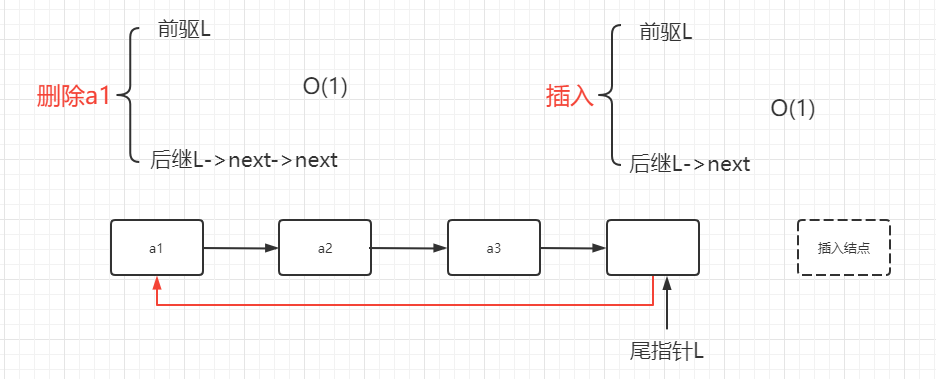 前驱L
删除a1
O(1)
后继L->next->next
前驱L
插入
O(1)
后继L->next
a1
a2
a3
插入结点
尾指针L